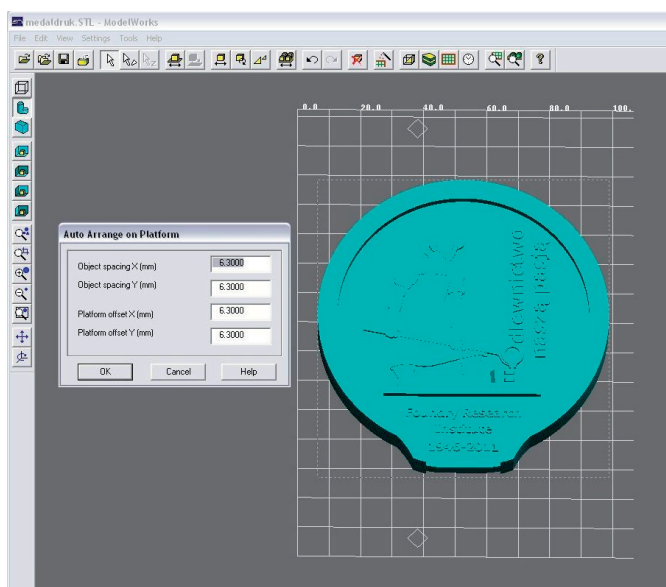 medaldruk.STL - ModelWorks
File Edit View Settings Tools Help
0.0 20.0 40.0 60.0 80.0 100.
Auto Arrange on Platform
Object spacing X (mm) 6.3000
Object spacing Y (mm) 6.3000
Platform offset X (mm) 6.3000
Platform offset Y (mm) 6.3000
OK Cancel Help
Odlewnictwo
naszą pasją
Foundry Research
Institute
1946-2011